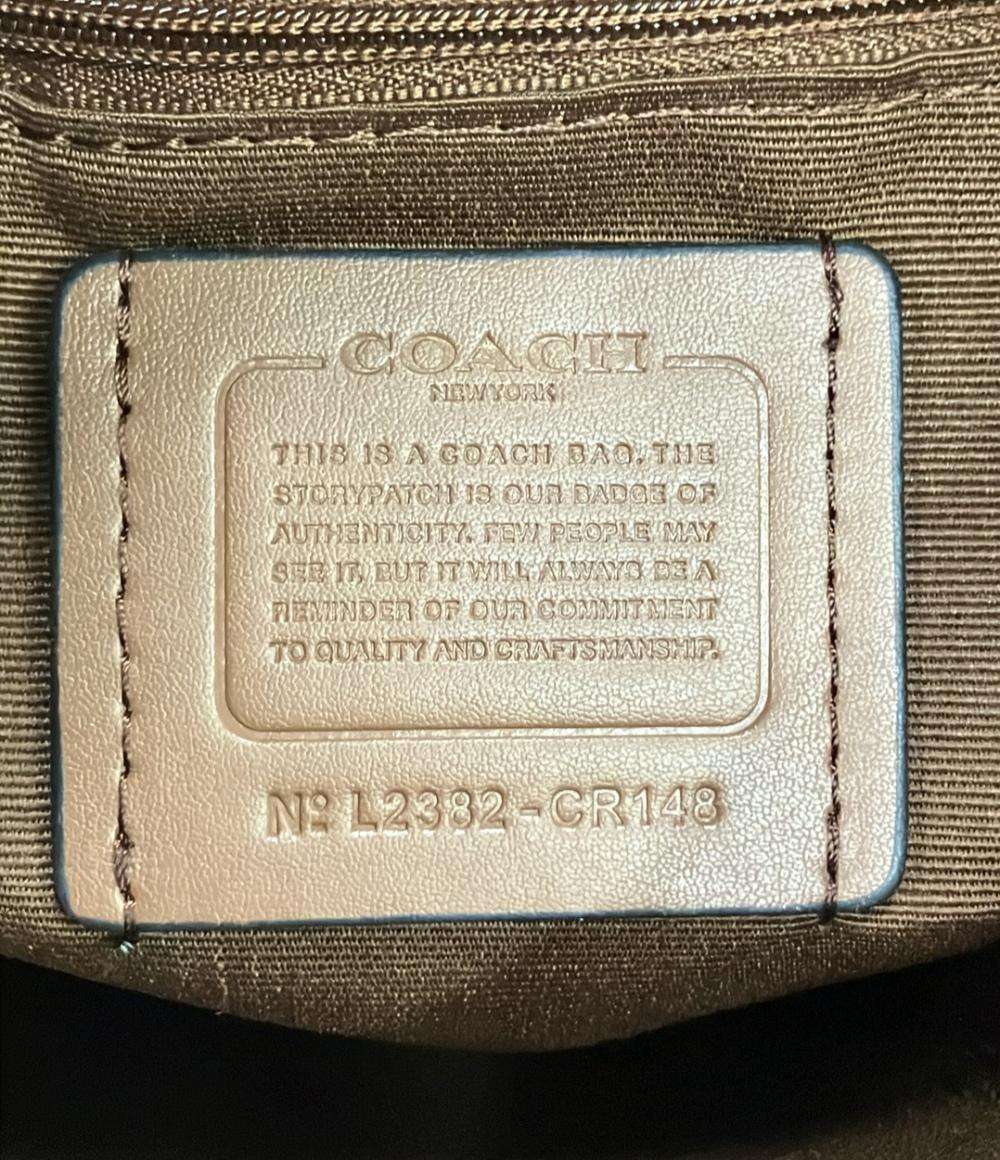 COACH
NEW YORK
THIS IS A COACH BAG. THE
STORYPATCH IS OUR BADGE OF
AUTHENTICITY. FEW PEOPLE MAY
SEE IT, BUT IT WILL ALWAYS BE A
REMINDER OF OUR COMMITMENT
TO QUALITY AND CRAFTSMANSHIP.
Nº L2382-CR148